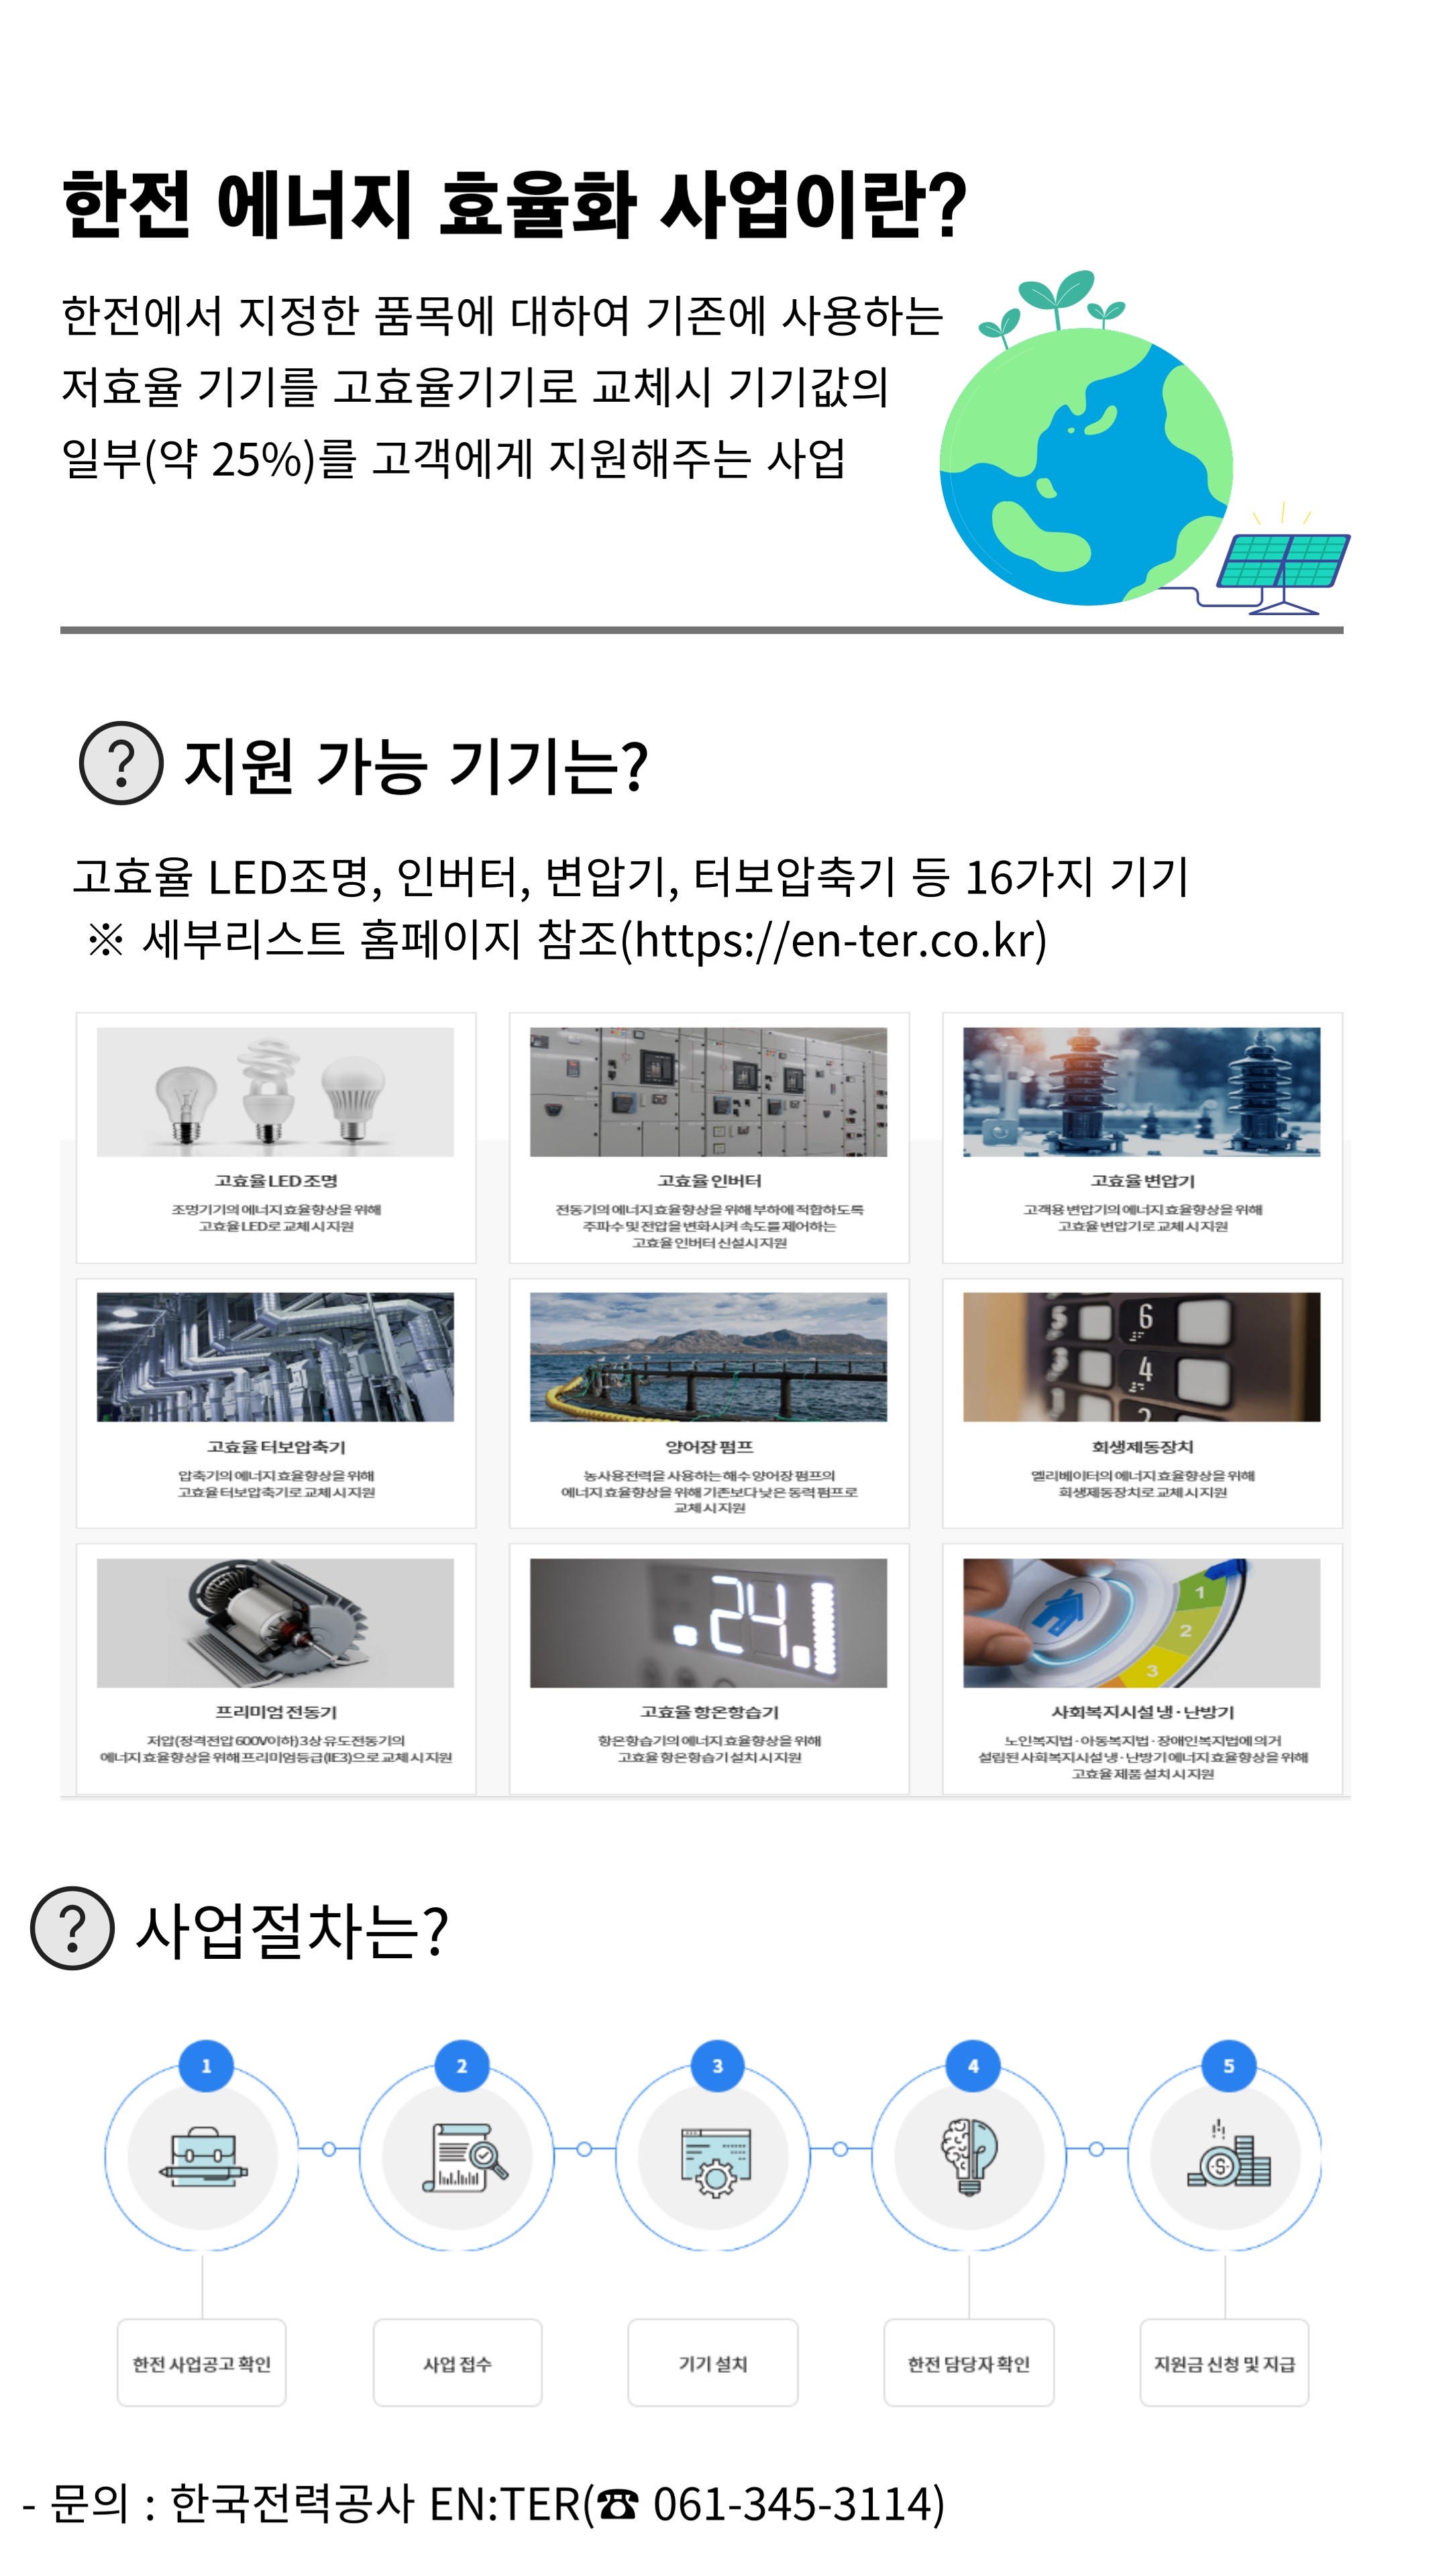 한전 에너지 효율화 사업이란?
한전에서 지정한 품목에 대하여 기존에 사용하는
저효율 기기를 고효율기기로 교체시 기기값의
일부(약 25%)를 고객에게 지원해주는 사업
? 지원 가능 기기는?
고효율 LED조명, 인버터, 변압기, 터보압축기 등 16가지 기기
※ 세부리스트 홈페이지 참조(https://en-ter.co.kr)
고효율 LED 조명
조명기기의 에너지 효율향상을 위해
고효율 LED로 교체 시 지원
고효율 인버터
전동기의 에너지 효율향상을 위해 부하에 적합하도록
주파수 및 전압을 변화시켜 속도를 제어하는
고효율 인버터 신설시 지원
고효율 변압기
고객용 변압기의 에너지 효율향상을 위해
고효율 변압기로 교체 시 지원
고효율 터보압축기
압축기의 에너지 효율향상을 위해
고효율 터보압축기로 교체 시 지원
양어장 펌프
농사용전력을 사용하는 해수 양어장 펌프의
에너지 효율향상을 위해 기존보다 낮은 동력 펌프로
교체 시 지원
6
5
4
3
2
1
회생제동장치
엘리베이터의 에너지 효율향상을 위해
회생제동장치로 교체 시 지원
프리미엄 전동기
저압(정격전압 600V이하) 3상 유도전동기의
에너지 효율향상을 위해 프리미엄등급(IE3)으로 교체 시 지원
.24.
고효율 항온항습기
항온항습기의 에너지 효율향상을 위해
고효율 항온항습기 설치 시 지원
1
2
3
사회복지시설 냉·난방기
노인복지법·아동복지법·장애인복지법에 의거
설립된 사회복지시설 냉·난방기 에너지 효율향상을 위해
고효율 제품 설치 시 지원
? 사업절차는?
1 2 3 4 5
한전 사업공고 확인 사업 접수 기기 설치 한전 담당자 확인 지원금 신청 및 지급
- 문의 : 한국전력공사 EN:TER(☎ 061-345-3114)